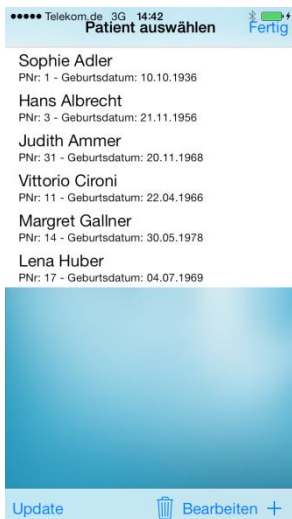 Telekom.de 3G 14:42
Patient auswählen Fertig
Sophie Adler
PNr: 1 - Geburtsdatum: 10.10.1936
Hans Albrecht
PNr: 3 - Geburtsdatum: 21.11.1956
Judith Ammer
PNr: 31 - Geburtsdatum: 20.11.1968
Vittorio Cironi
PNr: 11 - Geburtsdatum: 22.04.1966
Margret Gallner
PNr: 14 - Geburtsdatum: 30.05.1978
Lena Huber
PNr: 17 - Geburtsdatum: 04.07.1969
Update Bearbeiten +